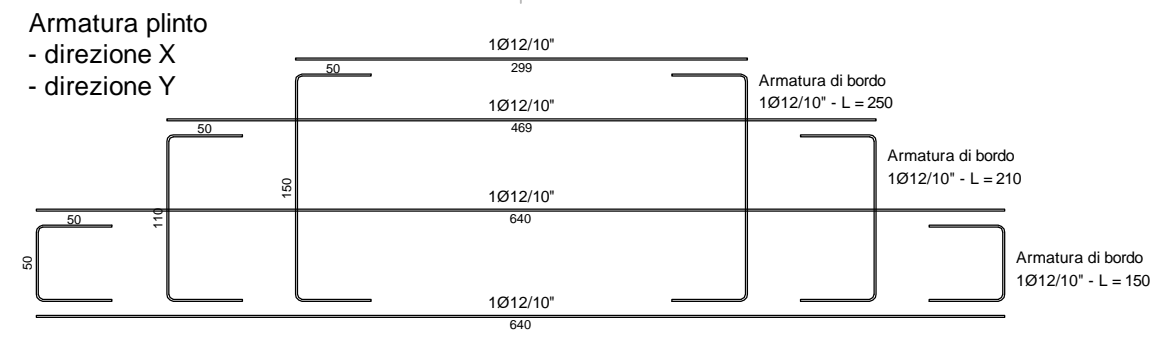 Armatura plinto
- direzione X
- direzione Y
1Ø12/10"
299
50
Armatura di bordo
1Ø12/10" - L = 250
1Ø12/10"
469
50
Armatura di bordo
1Ø12/10" - L = 210
150
1Ø12/10"
640
50
110
50
Armatura di bordo
1Ø12/10" - L = 150
1Ø12/10"
640